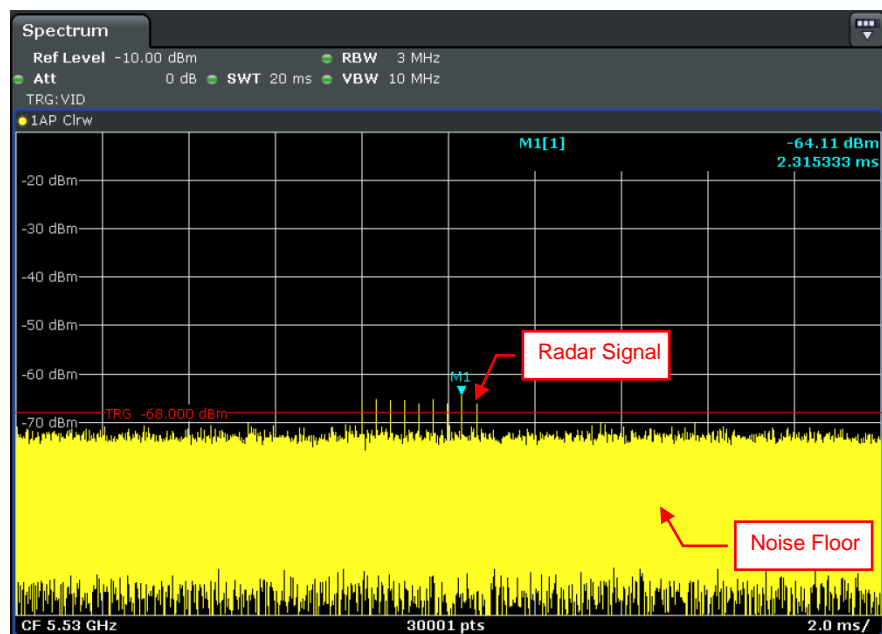 Spectrum
Ref Level -10.00 dBm RBW 3 MHz
Att 0 dB SWT 20 ms VBW 10 MHz
TRG:VID
1AP Clrw
M1[1] -64.11 dBm
2.315333 ms
-20 dBm
-30 dBm
-40 dBm
-50 dBm
Radar Signal
-60 dBm
M1
TRG -68.000 dBm
-70 dBm
Noise Floor
CF 5.53 GHz 30001 pts 2.0 ms/